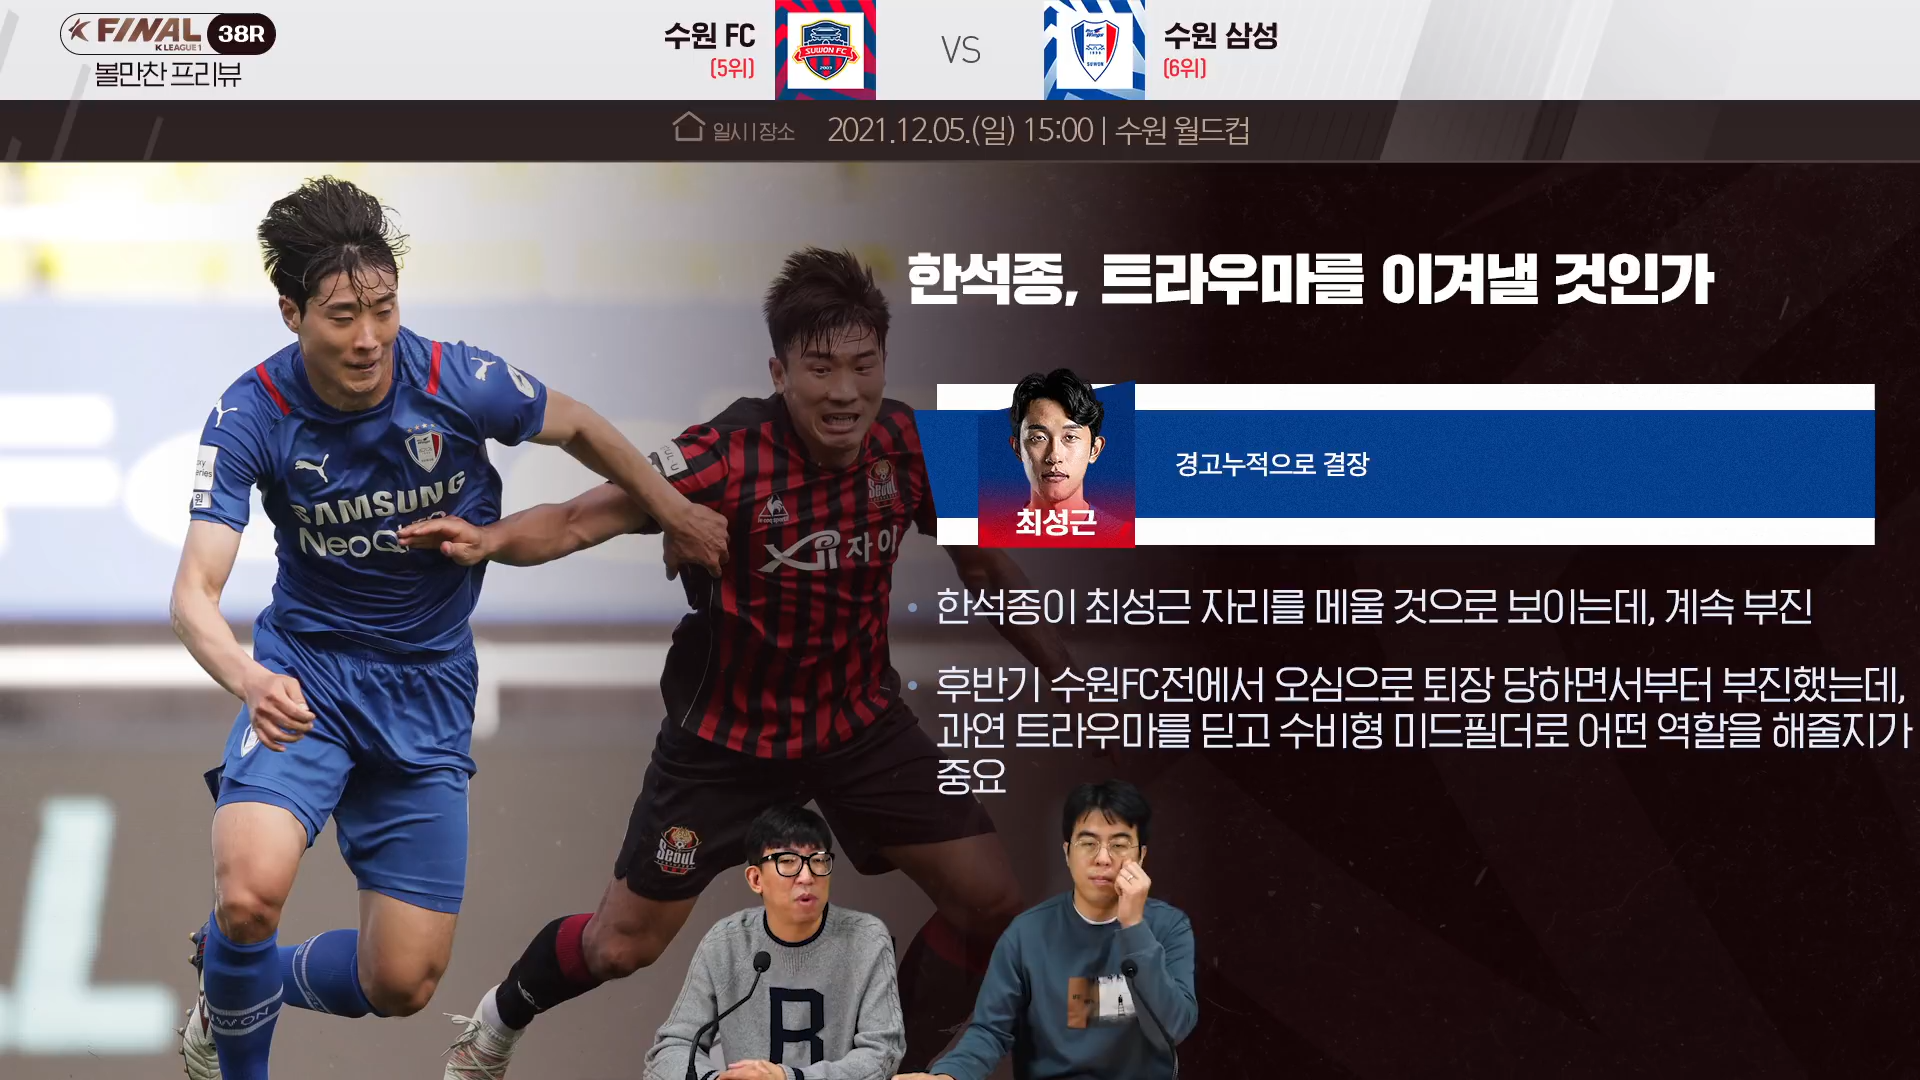 FINAL 38R
K LEAGUE 1
볼만찬 프리뷰
수원 FC
(5위)
SUWON FC
2003
VS
수원 삼성
(6위)
SUWON
일시 | 장소 2021.12.05.(일) 15:00 | 수원 월드컵
한석종, 트라우마를 이겨낼 것인가
경고누적으로 결장
최성근
한석종이 최성근 자리를 메울 것으로 보이는데, 계속 부진
후반기 수원FC전에서 오심으로 퇴장 당하면서부터 부진했는데,
과연 트라우마를 딛고 수비형 미드필더로 어떤 역할을 해줄지가
중요
SAMSUNG
Seoul
자이
Seoul
B